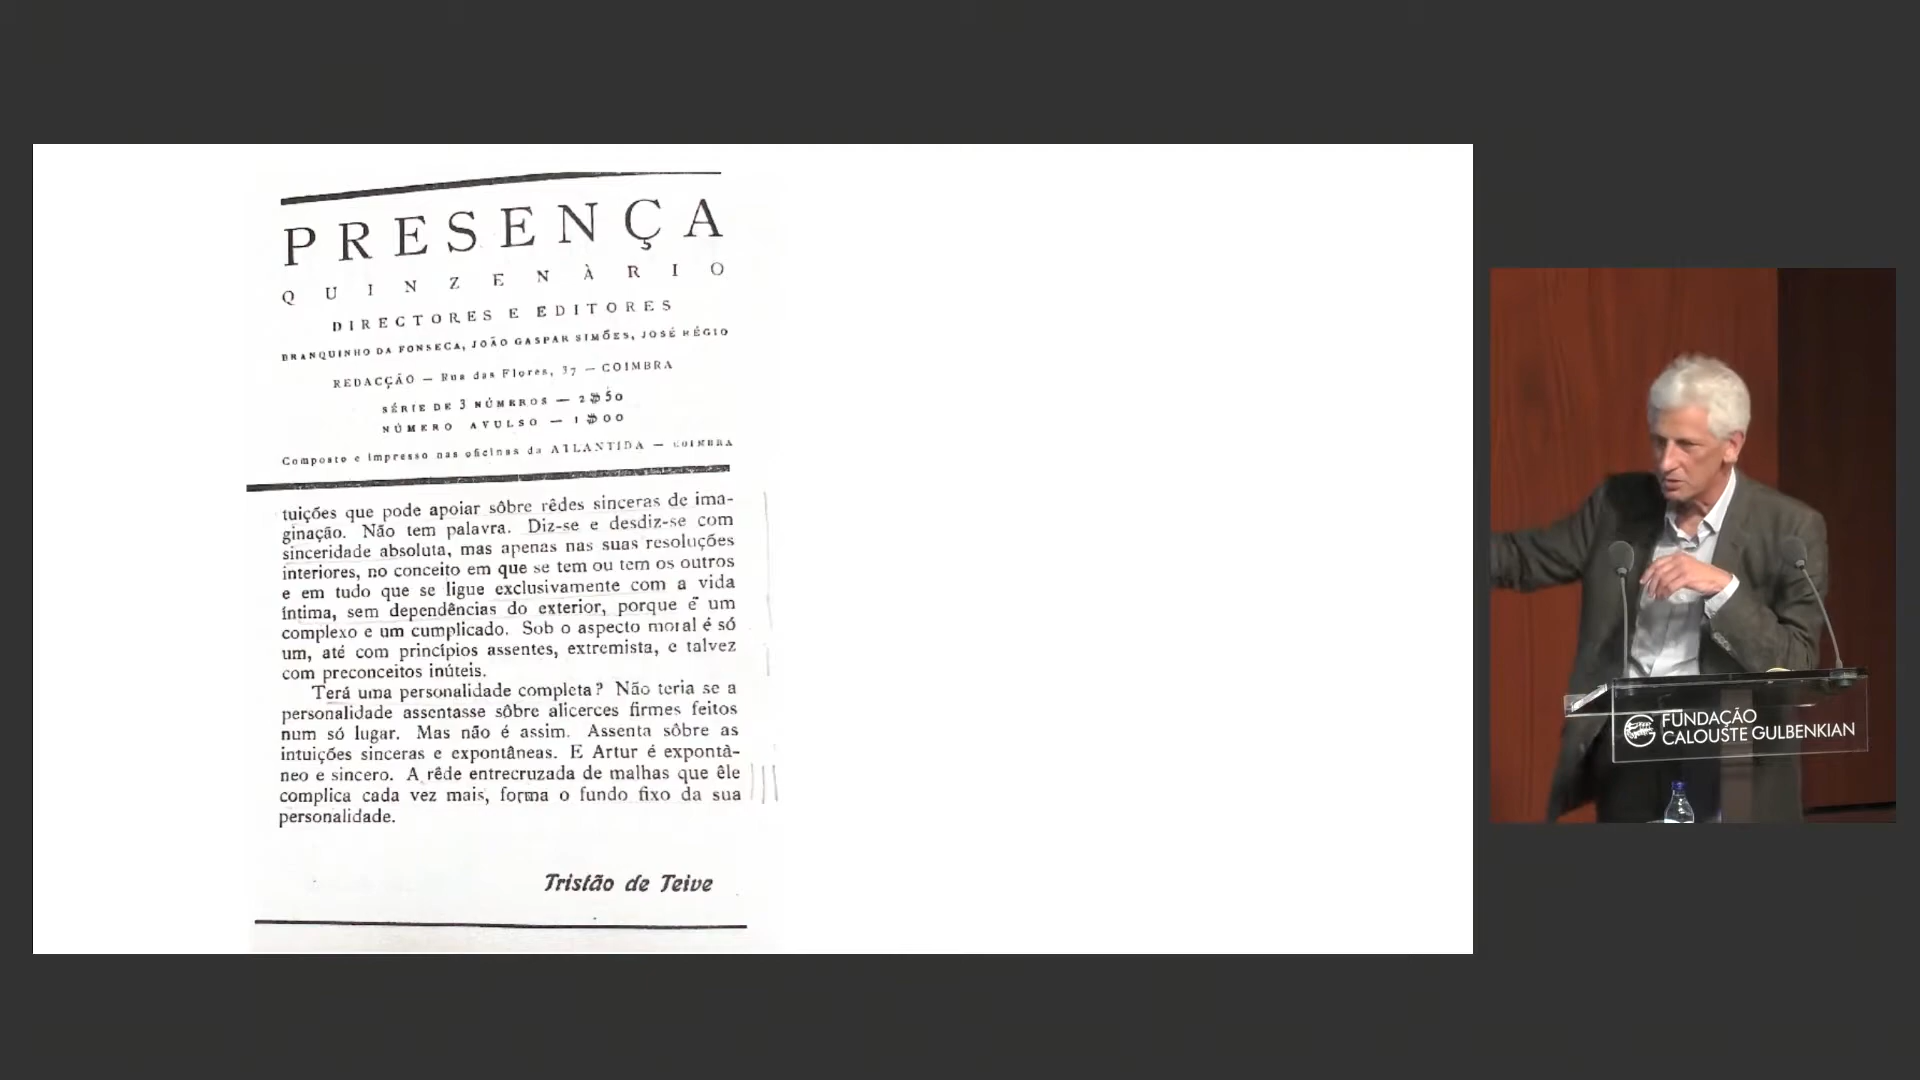 PRESENÇA
QUINZENÀRIO
DIRECTORES E EDITORES
BRANQUINHO DA FONSECA, JOÃO GASPAR SIMÕES, JOSÉ RÉGIO
REDACÇÃO — Rua das Flores, 37 — COIMBRA
SÉRIE DE 3 NÚMEROS — 2$50
NÚMERO AVULSO — 1$00
Composto e impresso nas oficinas da ATLANTIDA — COIMBRA
tuições que pode apoiar sôbre rêdes sinceras de ima-
ginação. Não tem palavra. Diz-se e desdiz-se com
sinceridade absoluta, mas apenas nas suas resoluções
interiores, no conceito em que se tem ou tem os outros
e em tudo que se ligue exclusivamente com a vida
íntima, sem dependências do exterior, porque é um
complexo e um cumplicado. Sob o aspecto moral é só
um, até com princípios assentes, extremista, e talvez
com preconceitos inúteis.
Terá uma personalidade completa? Não teria se a
personalidade assentasse sôbre alicerces firmes feitos
num só lugar. Mas não é assim. Assenta sôbre as
intuições sinceras e expontâneas. E Artur é expontâ-
neo e sincero. A rêde entrecruzada de malhas que êle
complica cada vez mais, forma o fundo fixo da sua
personalidade.
Tristão de Teive
FUNDAÇÃO
CALOUSTE GULBENKIAN